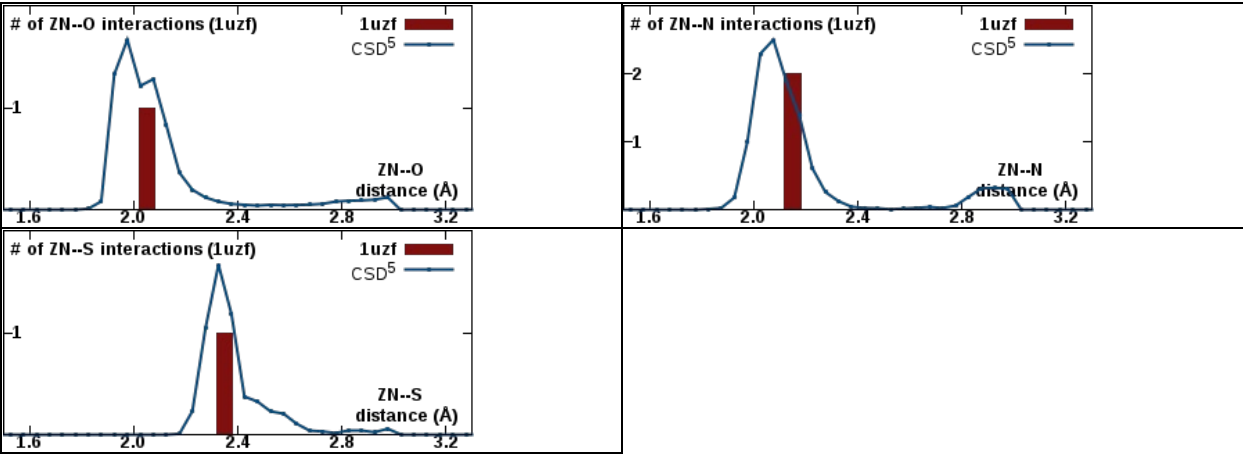 # of ZN--O interactions (1uzf)
1uzf
CSD5
1
ZN--O
distance (Å)
1.6 2.0 2.4 2.8 3.2
# of ZN--N interactions (1uzf)
1uzf
CSD5
2
1
ZN--N
distance (Å)
1.6 2.0 2.4 2.8 3.2
# of ZN--S interactions (1uzf)
1uzf
CSD5
1
ZN--S
distance (Å)
1.6 2.0 2.4 2.8 3.2